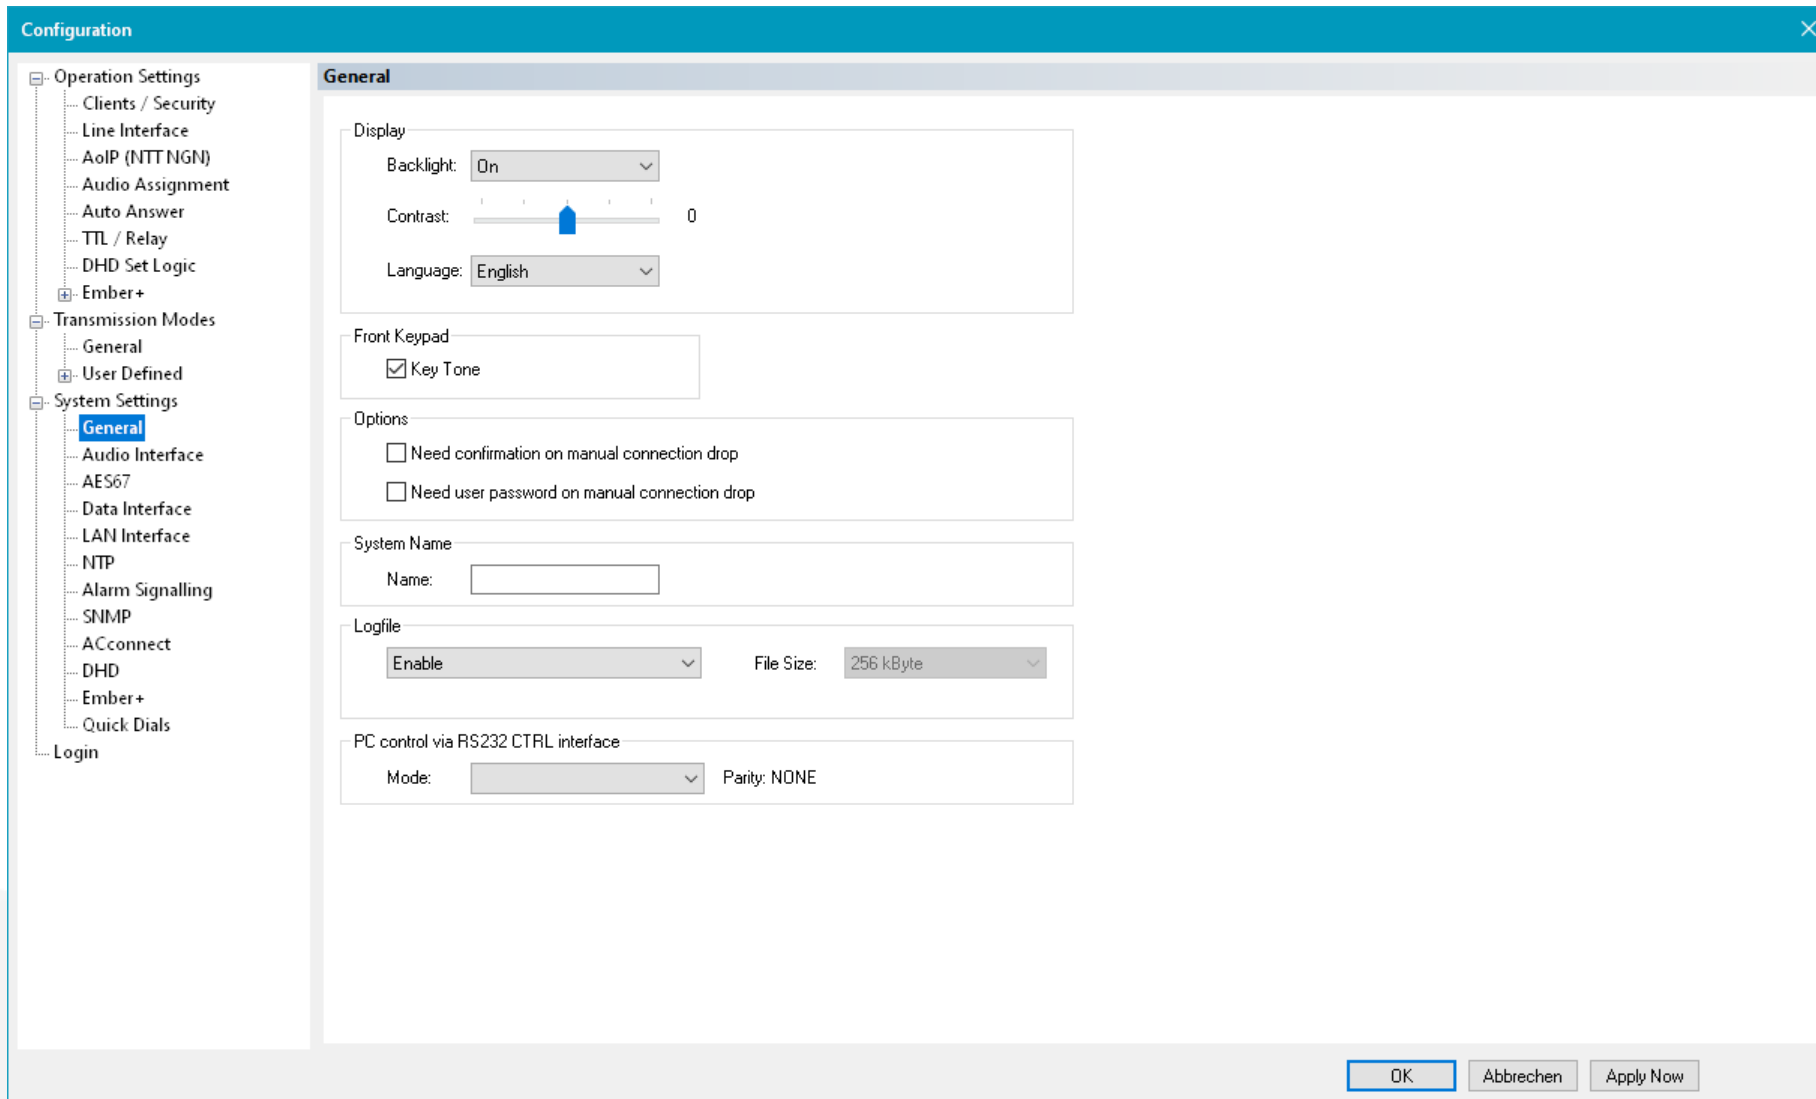 Configuration
Operation Settings
Clients / Security
Line Interface
AoIP (NTT NGN)
Audio Assignment
Auto Answer
TTL / Relay
DHD Set Logic
Ember+
Transmission Modes
General
User Defined
System Settings
General
Audio Interface
AES67
Data Interface
LAN Interface
NTP
Alarm Signalling
SNMP
ACconnect
DHD
Ember+
Quick Dials
Login
General
Display
Backlight: On
Contrast: 0
Language: English
Front Keypad
Key Tone
Options
Need confirmation on manual connection drop
Need user password on manual connection drop
System Name
Name:
Logfile
Enable File Size: 256 kByte
PC control via RS232 CTRL interface
Mode: Parity: NONE
OK Abbrechen Apply Now